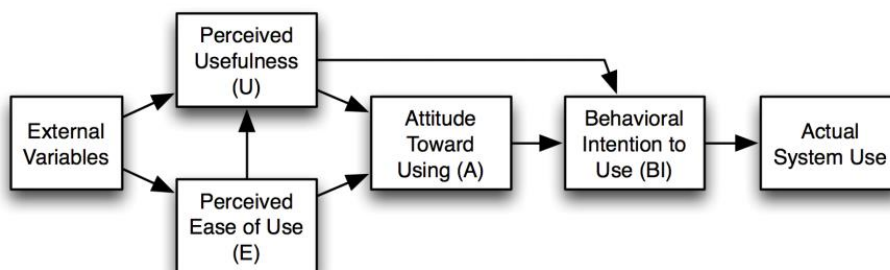 Perceived
Usefulness
(U)
External
Variables
Attitude
Toward
Using (A)
Behavioral
Intention to
Use (BI)
Actual
System Use
Perceived
Ease of Use
(E)